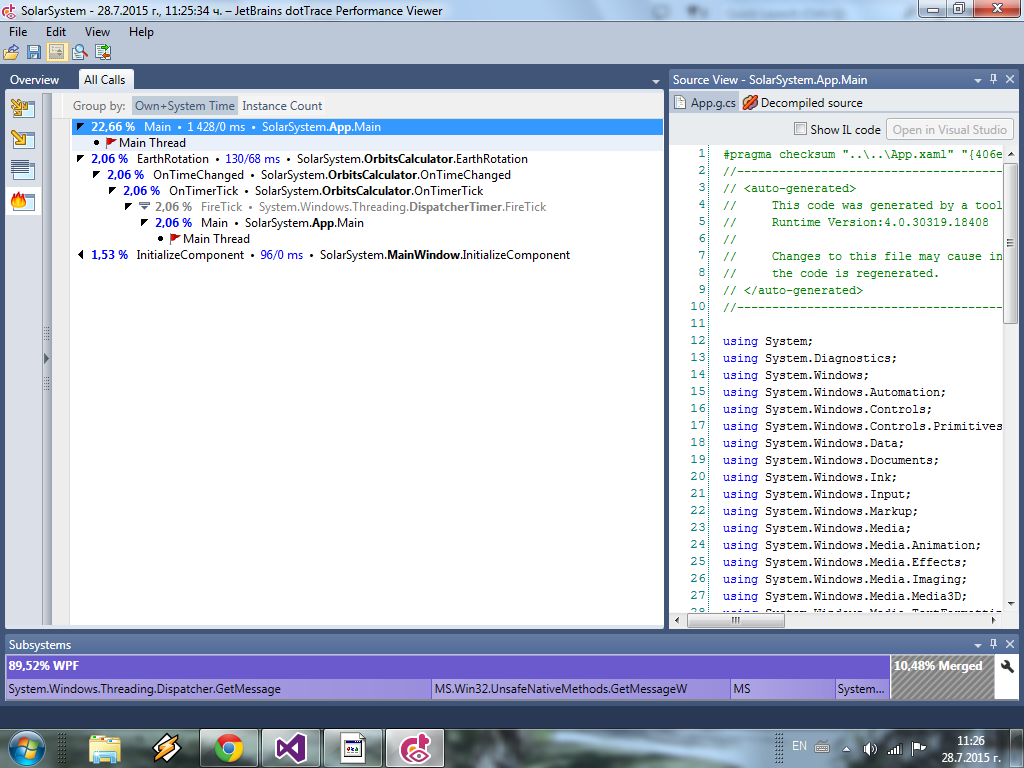 SolarSystem - 28.7.2015 г., 11:25:34 ч. – JetBrains dotTrace Performance Viewer
File Edit View Help
Overview All Calls
Group by: Own+System Time Instance Count
22,66 % Main • 1 428/0 ms • SolarSystem.App.Main
Main Thread
2,06 % EarthRotation • 130/68 ms • SolarSystem.OrbitsCalculator.EarthRotation
2,06 % OnTimeChanged • SolarSystem.OrbitsCalculator.OnTimeChanged
2,06 % OnTimerTick • SolarSystem.OrbitsCalculator.OnTimerTick
2,06 % FireTick • System.Windows.Threading.DispatcherTimer.FireTick
2,06 % Main • SolarSystem.App.Main
Main Thread
1,53 % InitializeComponent • 96/0 ms • SolarSystem.MainWindow.InitializeComponent
Source View - SolarSystem.App.Main
App.g.cs Decompiled source
Show IL code Open in Visual Studio
1 #pragma checksum "..\..\App.xaml" "{406e
2 //--------------------------------------
3 // <auto-generated>
4 //     This code was generated by a tool
5 //     Runtime Version:4.0.30319.18408
6 //
7 //     Changes to this file may cause in
8 //     the code is regenerated.
9 // </auto-generated>
10 //--------------------------------------
11
12 using System;
13 using System.Diagnostics;
14 using System.Windows;
15 using System.Windows.Automation;
16 using System.Windows.Controls;
17 using System.Windows.Controls.Primitives
18 using System.Windows.Data;
19 using System.Windows.Documents;
20 using System.Windows.Ink;
21 using System.Windows.Input;
22 using System.Windows.Markup;
23 using System.Windows.Media;
24 using System.Windows.Media.Animation;
25 using System.Windows.Media.Effects;
26 using System.Windows.Media.Imaging;
27 using System.Windows.Media.Media3D;
Subsystems
89,52% WPF 10,48% Merged
System.Windows.Threading.Dispatcher.GetMessage MS.Win32.UnsafeNativeMethods.GetMessageW MS System...
EN 11:26
28.7.2015 г.